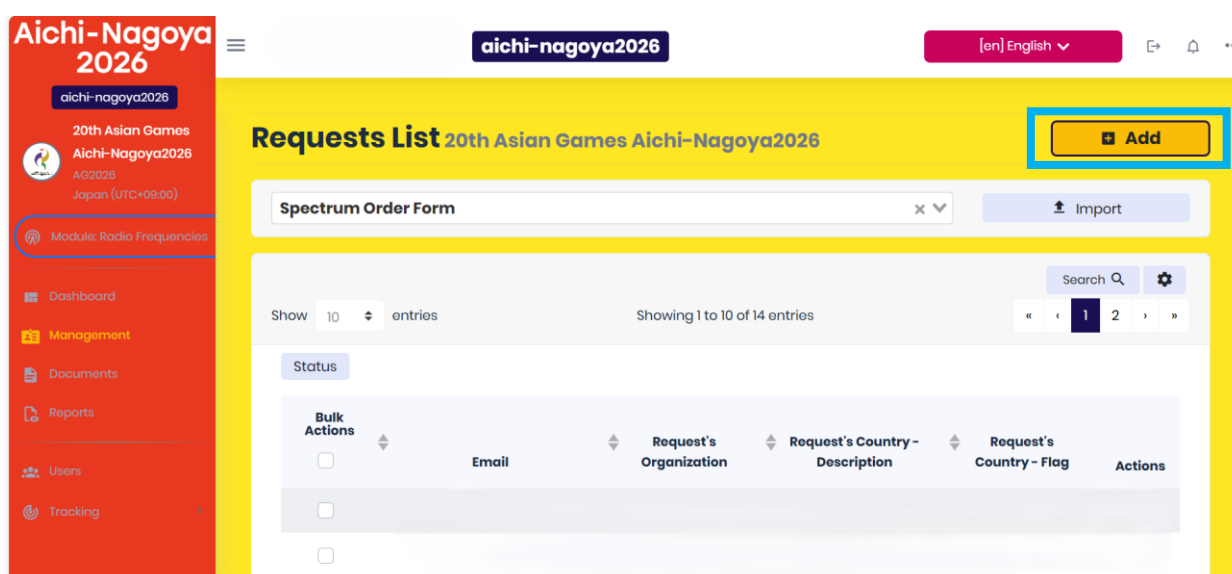 Aichi-Nagoya
2026
aichi-nagoya2026
20th Asian Games
Aichi-Nagoya2026
AG2026
Japan (UTC+09:00)
Module: Radio Frequencies
Dashboard
Management
Documents
Reports
Users
Tracking
aichi-nagoya2026
[en] English
Requests List 20th Asian Games Aichi-Nagoya2026
Add
Spectrum Order Form
Import
Search
Show 10 entries
Showing 1 to 10 of 14 entries
« ‹ 1 2 › »
Status
Bulk
Actions
Email
Request's
Organization
Request's Country -
Description
Request's
Country - Flag
Actions